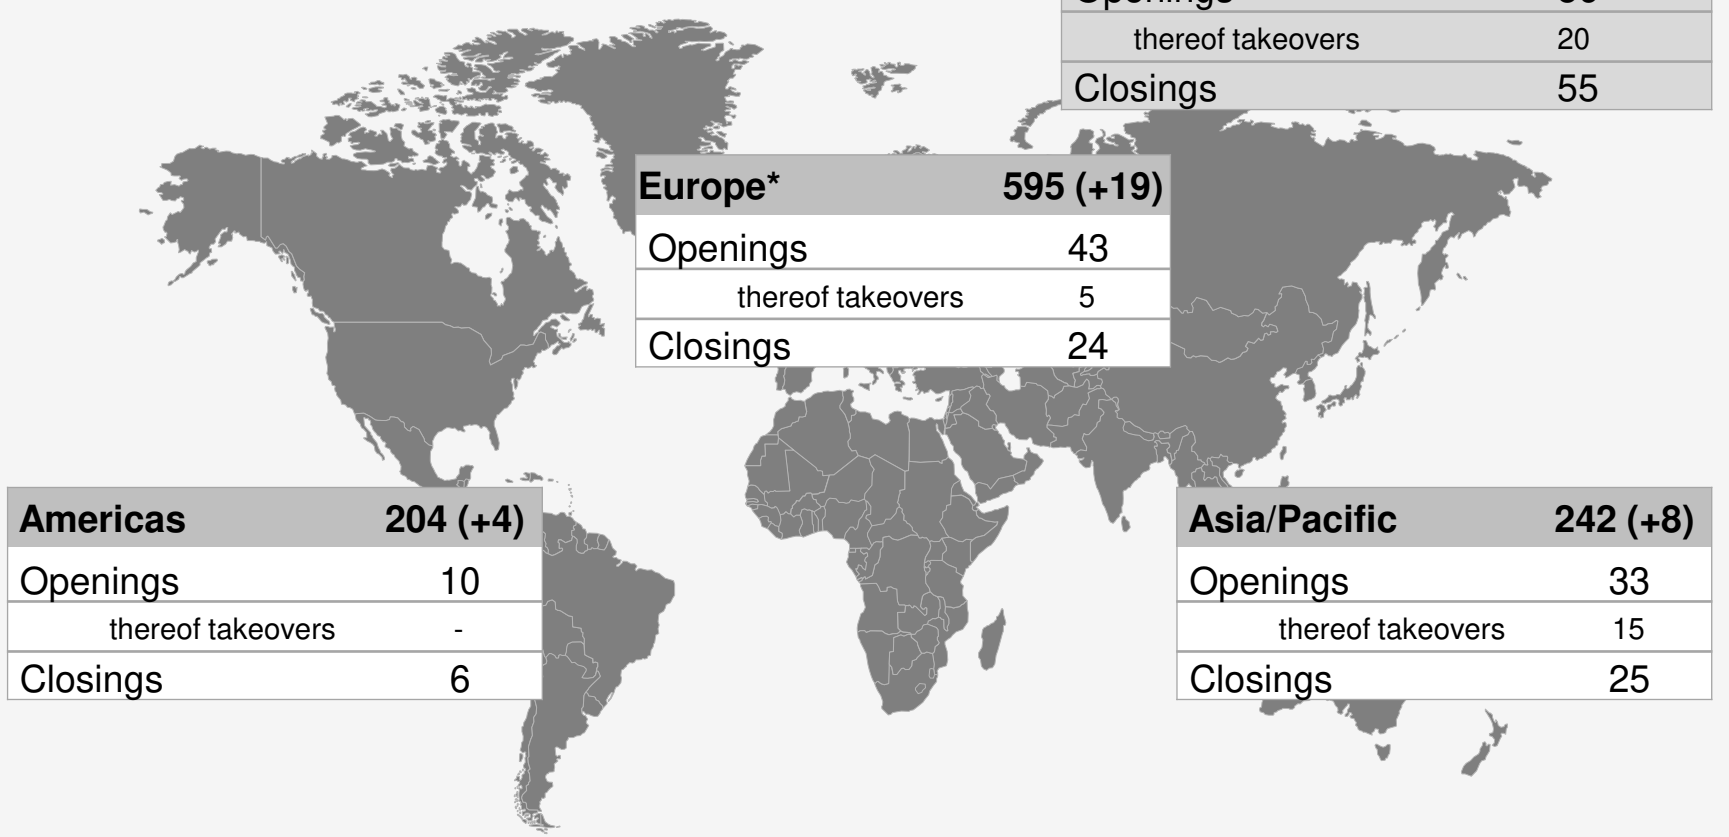 Openings
thereof takeovers 20
Closings 55
Europe* 595 (+19)
Openings 43
thereof takeovers 5
Closings 24
Americas 204 (+4)
Openings 10
thereof takeovers -
Closings 6
Asia/Pacific 242 (+8)
Openings 33
thereof takeovers 15
Closings 25